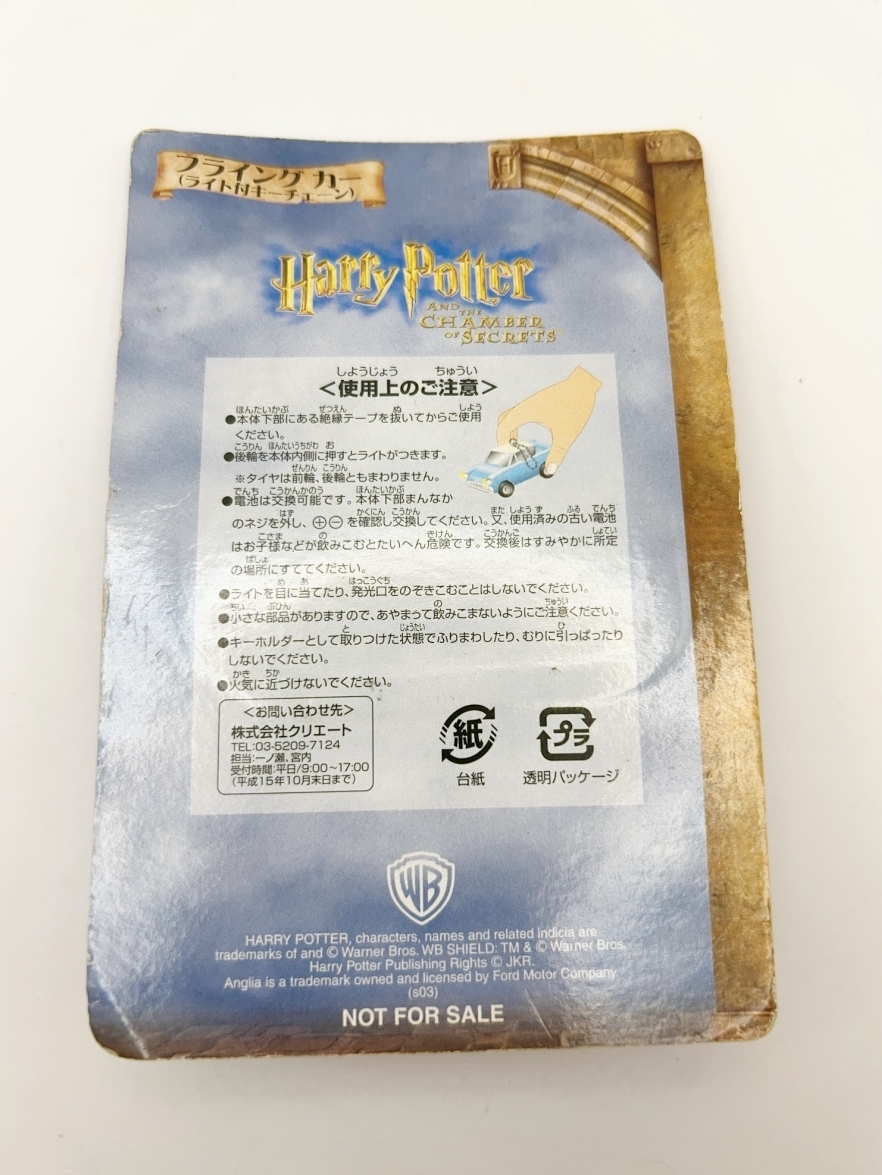 フライング カー
(ライト付キーチェーン)
Harry Potter
AND THE
CHAMBER
OF SECRETS
しようじょう ちゅうい
<使用上のご注意>
ほんたいかぶ ぜつえん ぬ しよう
●本体下部にある絶縁テープを抜いてからご使用
ください。
こうりん ほんたいうちがわ お
●後輪を本体内側に押すとライトがつきます。
ぜんりん こうりん
※タイヤは前輪、後輪ともまわりません。
でんち こうかんかのう ほんたいかぶ
●電池は交換可能です。本体下部まんなか
はず かくにん こうかん また しよう ず ふる でんち
のネジを外し、⊕⊖を確認し交換してください。又、使用済みの古い電池
こさま の きけん こうかんご しょてい
はお子様などが飲みこむとたいへん危険です。交換後はすみやかに所定
ばしょ
の場所にすててください。
め あ はっこうぐち
●ライトを目に当てたり、発光口をのぞきこむことはしないでください。
ちい ぶひん の ちゅうい
●小さな部品がありますので、あやまって飲みこまないようにご注意ください。
と じょうたい ひ
●キーホルダーとして取りつけた状態でふりまわしたり、むりに引っぱったり
しないでください。
かき ちか
●火気に近づけないでください。
<お問い合わせ先>
株式会社クリエート
TEL:03-5209-7124
担当:一ノ瀬、宮内
受付時間:平日/9:00~17:00
(平成15年10月末日まで)
紙
台紙
プラ
透明パッケージ
WB
HARRY POTTER, characters, names and related indicia are
trademarks of and © Warner Bros. WB SHIELD: TM & © Warner Bros.
Harry Potter Publishing Rights © JKR.
Anglia is a trademark owned and licensed by Ford Motor Company
(s03)
NOT FOR SALE